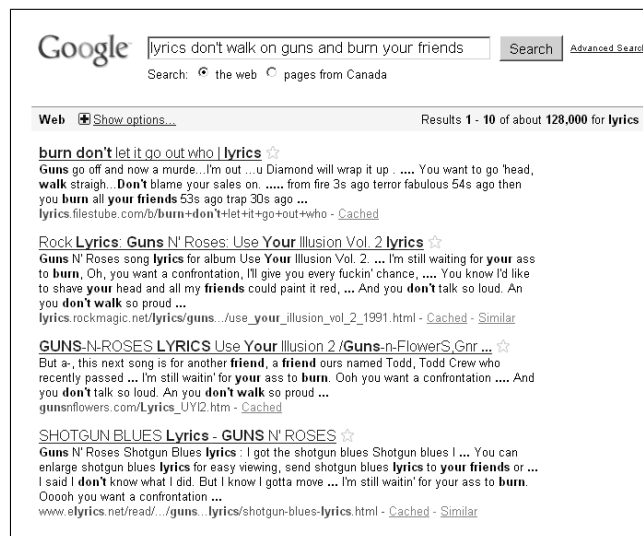 Google lyrics don't walk on guns and burn your friends Search Advanced Search
Search: the web pages from Canada
Web Show options... Results 1 - 10 of about 128,000 for lyrics
burn don't let it go out who | lyrics
Guns go off and now a murde...I'm out ...u Diamond will wrap it up . .... You want to go 'head,
walk straigh...Don't blame your sales on. ..... from fire 3s ago terror fabulous 54s ago then
you burn all your friends 53s ago trap 30s ago ...
lyrics.filestube.com/b/burn+don't+let+it+go+out+who - Cached
Rock Lyrics: Guns N' Roses: Use Your Illusion Vol. 2 lyrics
Guns N' Roses song lyrics for album Use Your Illusion Vol. 2. ... I'm still waiting for your ass
to burn, Oh, you want a confrontation, I'll give you every fuckin' chance, .... You know I'd like
to shave your head and all my friends could paint it red, ... And you don't talk so loud. An
you don't walk so proud ...
lyrics.rockmagic.net/lyrics/guns.../use_your_illusion_vol_2_1991.html - Cached - Similar
GUNS-N-ROSES LYRICS Use Your Illusion 2 /Guns-n-FlowerS,Gnr ...
But a-, this next song is for another friend, a friend ours named Todd, Todd Crew who
recently passed ... I'm still waitin' for your ass to burn. Ooh you want a confrontation .... And
you don't talk so loud. An you don't walk so proud ...
gunsnflowers.com/Lyrics_UYI2.htm - Cached
SHOTGUN BLUES Lyrics - GUNS N' ROSES
Guns N' Roses Shotgun Blues lyrics : I got the shotgun blues Shotgun blues I ... You can
enlarge shotgun blues lyrics for easy viewing, send shotgun blues lyrics to your friends or ...
I said I don't know what I did. But I know I gotta move ... I'm still waitin' for your ass to burn.
Ooooh you want a confrontation ...
www.elyrics.net/read/.../guns...lyrics/shotgun-blues-lyrics.html - Cached - Similar